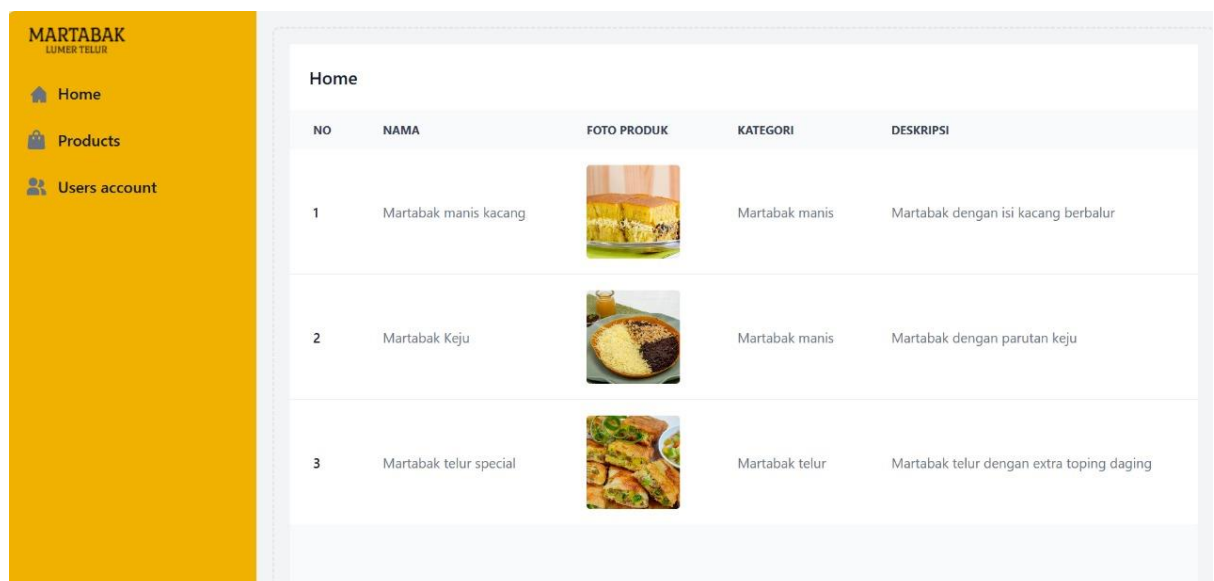 MARTABAK
LUMER TELUR
Home
Products
Users account
Home
NO NAMA FOTO PRODUK KATEGORI DESKRIPSI
1 Martabak manis kacang Martabak manis Martabak dengan isi kacang berbalur
2 Martabak Keju Martabak manis Martabak dengan parutan keju
3 Martabak telur special Martabak telur Martabak telur dengan extra toping daging